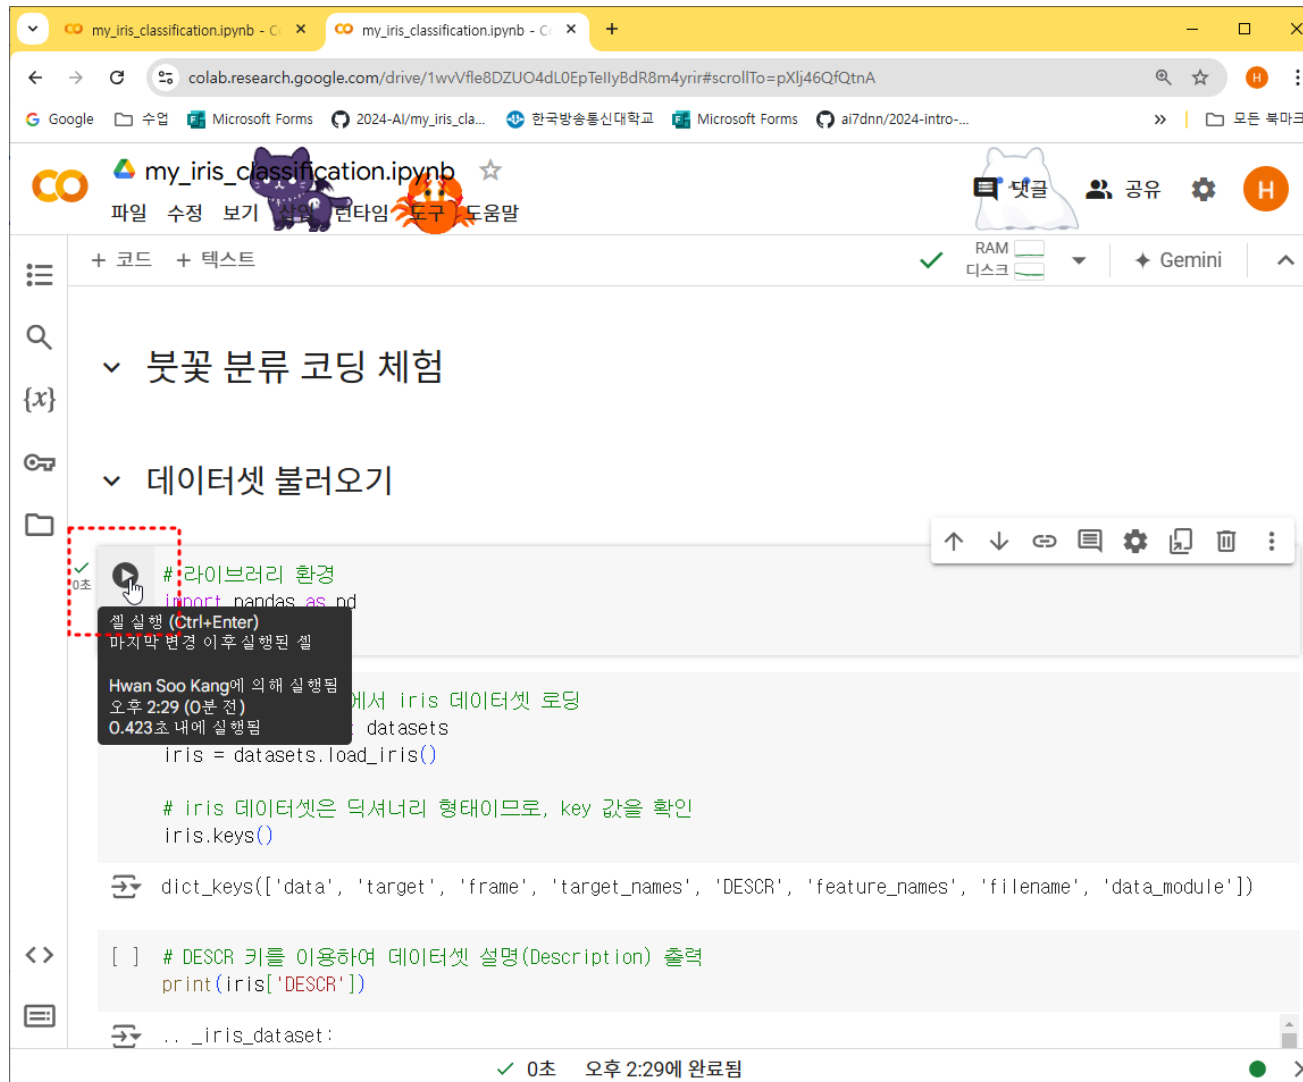 my_iris_classification.ipynb - C
my_iris_classification.ipynb - C
colab.research.google.com/drive/1wvVfle8DZUO4dL0EpTeIIyBdR8m4yrir#scrollTo=pXlj46QfQtnA
H
Google 수업 Microsoft Forms 2024-AI/my_iris_cla... 한국방송통신대학교 Microsoft Forms ai7dnn/2024-intro-... » 모든 북마크
CO my_iris_classification.ipynb
파일 수정 보기 삽입 런타임 도구 도움말
댓글 공유 H
+ 코드 + 텍스트
RAM
디스크
Gemini
붓꽃 분류 코딩 체험
{x}
데이터셋 불러오기
0초
# 라이브러리 환경
import pandas as pd
셀 실행 (Ctrl+Enter)
마지막 변경 이후 실행된 셀
Hwan Soo Kang에 의해 실행됨
오후 2:29 (0분 전)
0.423초 내에 실행됨
에서 iris 데이터셋 로딩
datasets
iris = datasets.load_iris()
# iris 데이터셋은 딕셔너리 형태이므로, key 값을 확인
iris.keys()
dict_keys(['data', 'target', 'frame', 'target_names', 'DESCR', 'feature_names', 'filename', 'data_module'])
[ ] # DESCR 키를 이용하여 데이터셋 설명(Description) 출력
print(iris['DESCR'])
.. _iris_dataset:
0초 오후 2:29에 완료됨